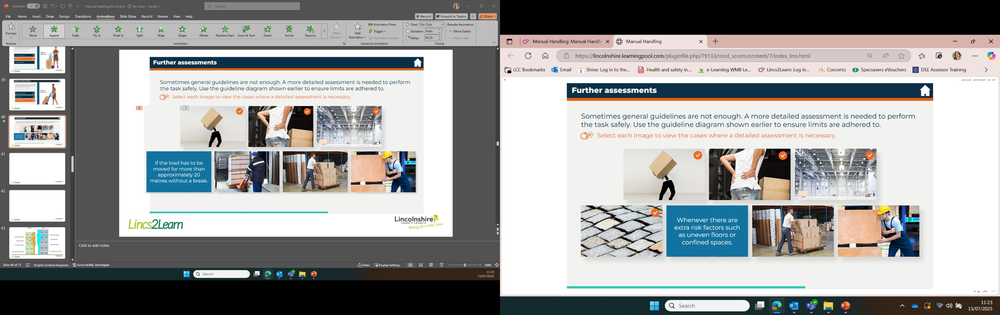 AutoSave
Manual Handling for schools
No Label • Saved
Search
File Home Insert Draw Design Transitions Animations Slide Show Record Review View Help
Record Present in Teams Share
Preview
None Appear Fade Fly In Float In Split Wipe Shape Wheel Random Bars Grow & Turn Zoom Swivel Bounce
Effect Options
Add Animation
Animation Pane
Trigger
Animation Painter
Start: On Click
Duration: Auto
Delay: 00.00
Reorder Animation
Move Earlier
Move Later
Preview Animation Advanced Animation Timing
39
40
41
42
43
Further assessments
Sometimes general guidelines are not enough. A more detailed assessment is needed to perform
the task safely. Use the guideline diagram shown earlier to ensure limits are adhered to.
Select each image to view the cases where a detailed assessment is necessary.
4
3
If the load has to be
moved for more than
approximately 20
metres without a break.
01
Lincs2Learn
Lincolnshire
COUNTY COUNCIL
Working for a better future
Click to add notes
Slide 40 of 73 English (United Kingdom) Accessibility: Investigate
Notes Display Settings 100%
Search
11:23
15/07/2025
Manual Handling: Manual Handli
Manual Handling
https://lincolnshire.learningpool.com/pluginfile.php/79133/mod_scorm/content/7/index_lms.html
LCC Bookmarks Email Shine: Log in to the... Health and safety in... e-Learning WMB Le... Lincs2Learn: Log in... Concerto Specsavers eVouchers DSE Assessor Training
Further assessments
Sometimes general guidelines are not enough. A more detailed assessment is needed to perform
the task safely. Use the guideline diagram shown earlier to ensure limits are adhered to.
Select each image to view the cases where a detailed assessment is necessary.
Whenever there are
extra risk factors such
as uneven floors or
confined spaces.
01
Search
11:23
15/07/2025